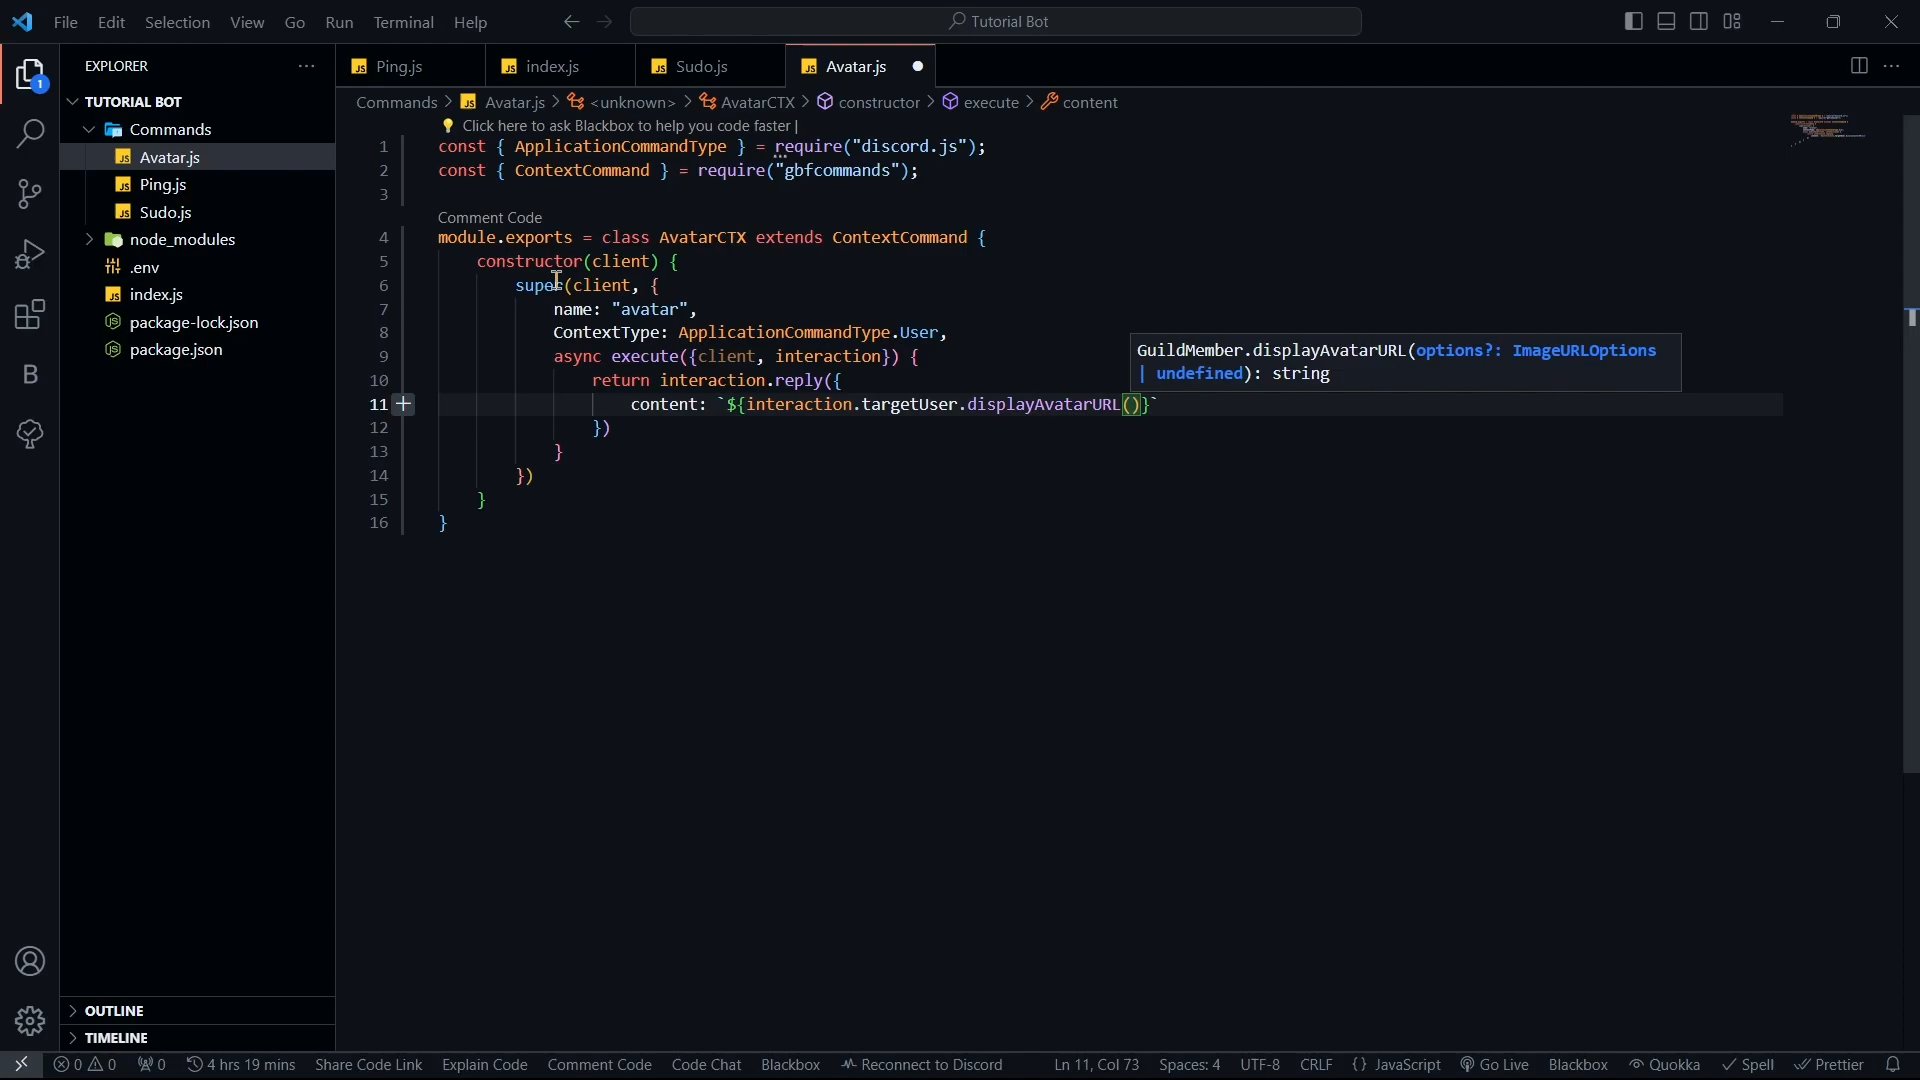 File Edit Selection View Go Run Terminal Help
Tutorial Bot
EXPLORER
Ping.js
index.js
Sudo.js
Avatar.js
TUTORIAL BOT
Commands
Avatar.js
Ping.js
Sudo.js
node_modules
.env
index.js
package-lock.json
package.json
OUTLINE
TIMELINE
1
B
Commands > Avatar.js > <unknown> > AvatarCTX > constructor > execute > content
Click here to ask Blackbox to help you code faster |
1 const { ApplicationCommandType } = require("discord.js");
2 const { ContextCommand } = require("gbfcommands");
3
Comment Code
4 module.exports = class AvatarCTX extends ContextCommand {
5 constructor(client) {
6 super(client, {
7 name: "avatar",
8 ContextType: ApplicationCommandType.User,
9 async execute({client, interaction}) {
10 return interaction.reply({
11 content: `${interaction.targetUser.displayAvatarURL()}`
12 })
13 }
14 })
15 }
16 }
GuildMember.displayAvatarURL(options?: ImageURLOptions
| undefined): string
0 0 0 4 hrs 19 mins Share Code Link Explain Code Comment Code Code Chat Blackbox Reconnect to Discord Ln 11, Col 73 Spaces: 4 UTF-8 CRLF {} JavaScript Go Live Blackbox Quokka Spell Prettier